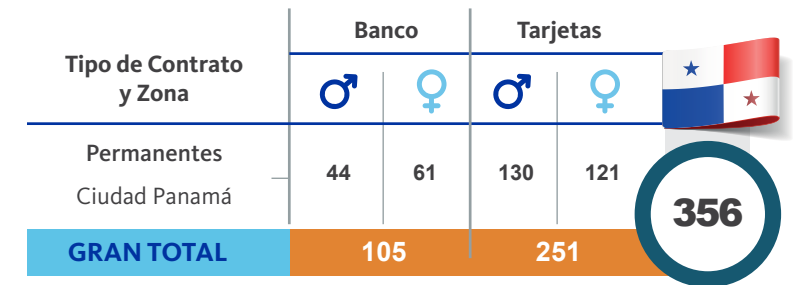 Banco Tarjetas
Tipo de Contrato
y Zona
Permanentes
Ciudad Panamá
44 61 130 121
356
GRAN TOTAL 105 251